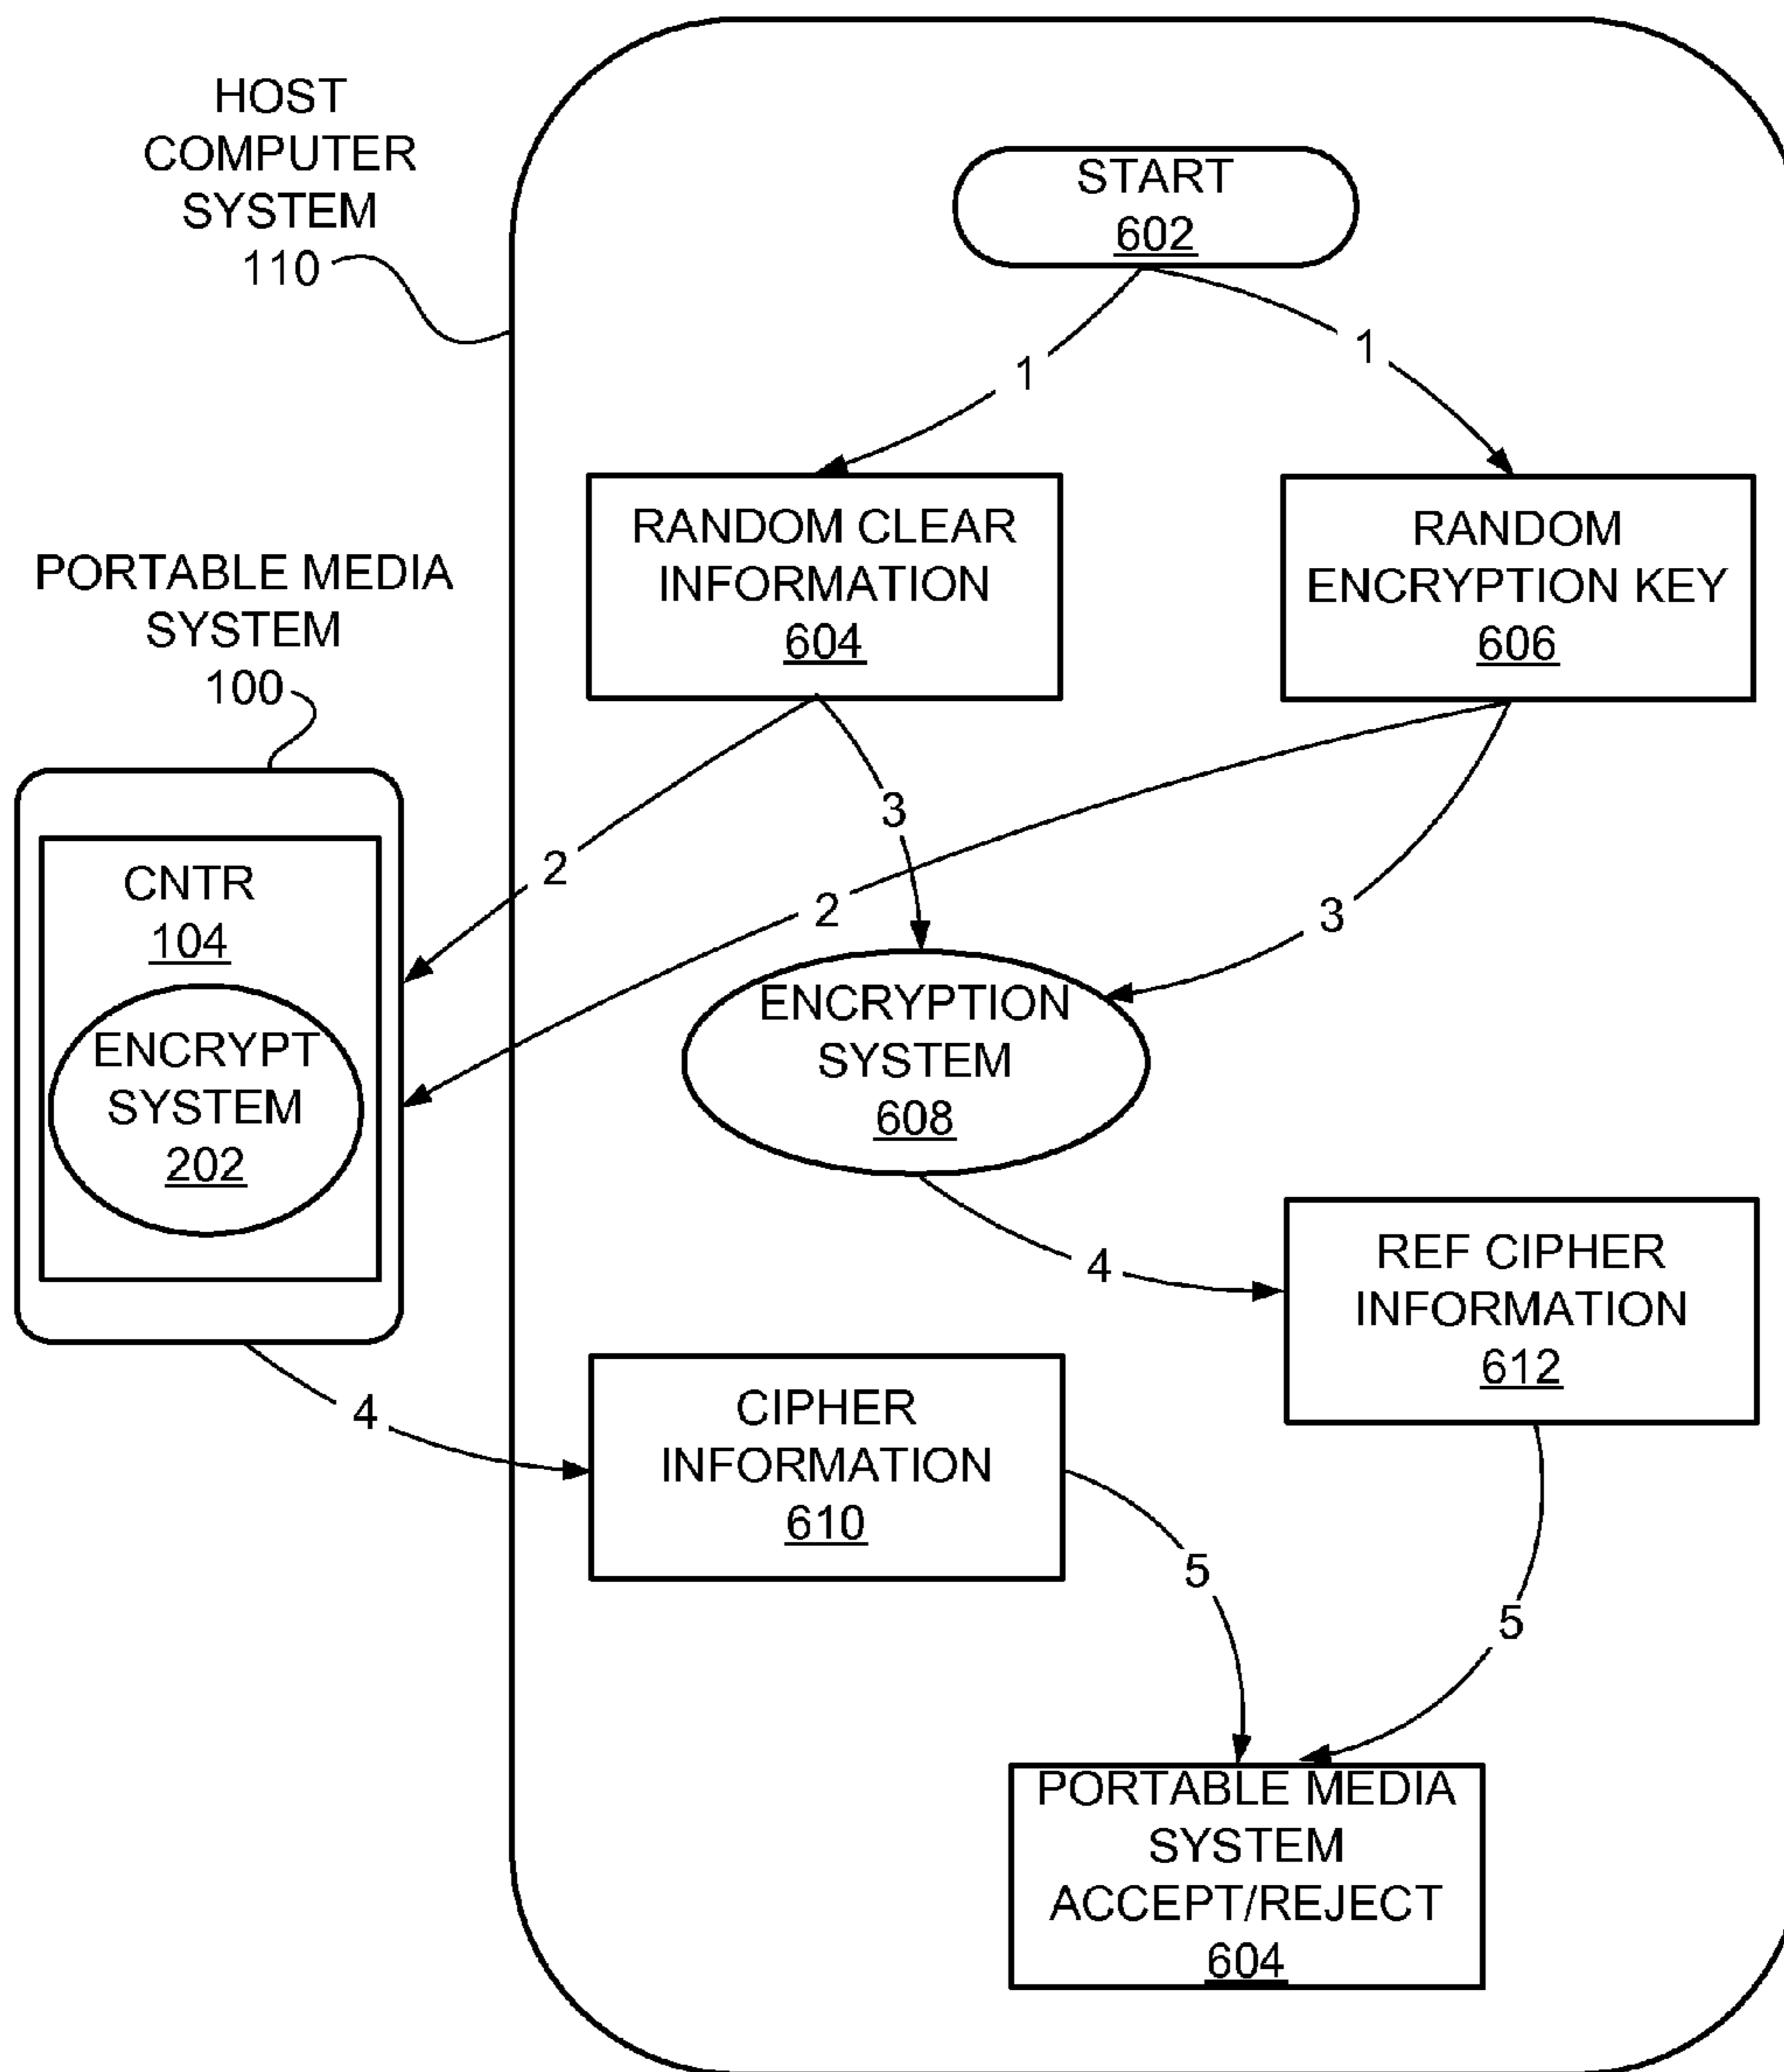 HOST
COMPUTER
SYSTEM
110
START
602
1
1
RANDOM CLEAR
INFORMATION
604
RANDOM
ENCRYPTION KEY
606
PORTABLE MEDIA
SYSTEM
100
3
2
2
3
CNTR
104
ENCRYPT
SYSTEM
202
ENCRYPTION
SYSTEM
608
4
REF CIPHER
INFORMATION
612
4
CIPHER
INFORMATION
610
5
5
PORTABLE MEDIA
SYSTEM
ACCEPT/REJECT
604